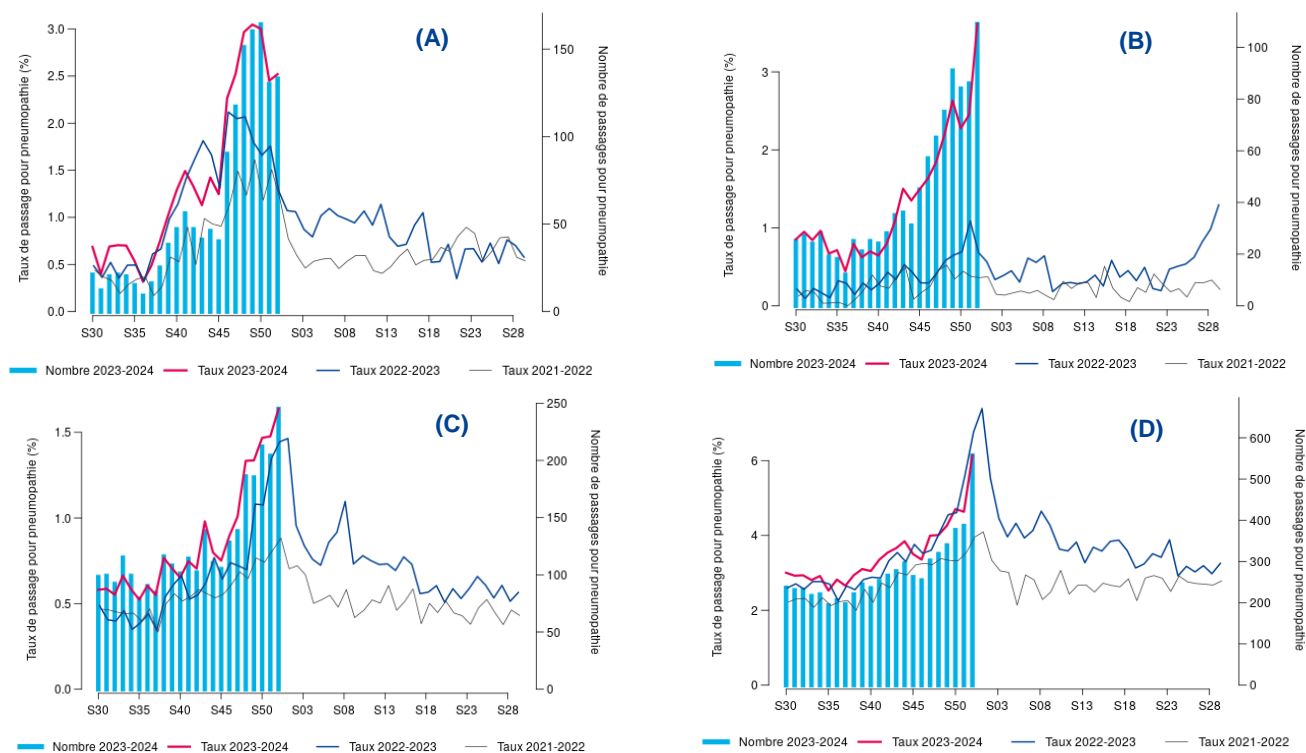 (A)
Taux de passage pour pneumopathie (%)
3.0
2.5
2.0
1.5
1.0
0.5
0.0
150
100
50
0
Nombre de passages pour pneumopathie
S30 S35 S40 S45 S50 S03 S08 S13 S18 S23 S28
Nombre 2023-2024 Taux 2023-2024 Taux 2022-2023 Taux 2021-2022
(B)
Taux de passage pour pneumopathie (%)
3
2
1
0
100
80
60
40
20
0
Nombre de passages pour pneumopathie
S30 S35 S40 S45 S50 S03 S08 S13 S18 S23 S28
Nombre 2023-2024 Taux 2023-2024 Taux 2022-2023 Taux 2021-2022
(C)
Taux de passage pour pneumopathie (%)
1.5
1.0
0.5
0.0
250
200
150
100
50
0
Nombre de passages pour pneumopathie
S30 S35 S40 S45 S50 S03 S08 S13 S18 S23 S28
Nombre 2023-2024 Taux 2023-2024 Taux 2022-2023 Taux 2021-2022
(D)
Taux de passage pour pneumopathie (%)
6
4
2
0
600
500
400
300
200
100
0
Nombre de passages pour pneumopathie
S30 S35 S40 S45 S50 S03 S08 S13 S18 S23 S28
Nombre 2023-2024 Taux 2023-2024 Taux 2022-2023 Taux 2021-2022